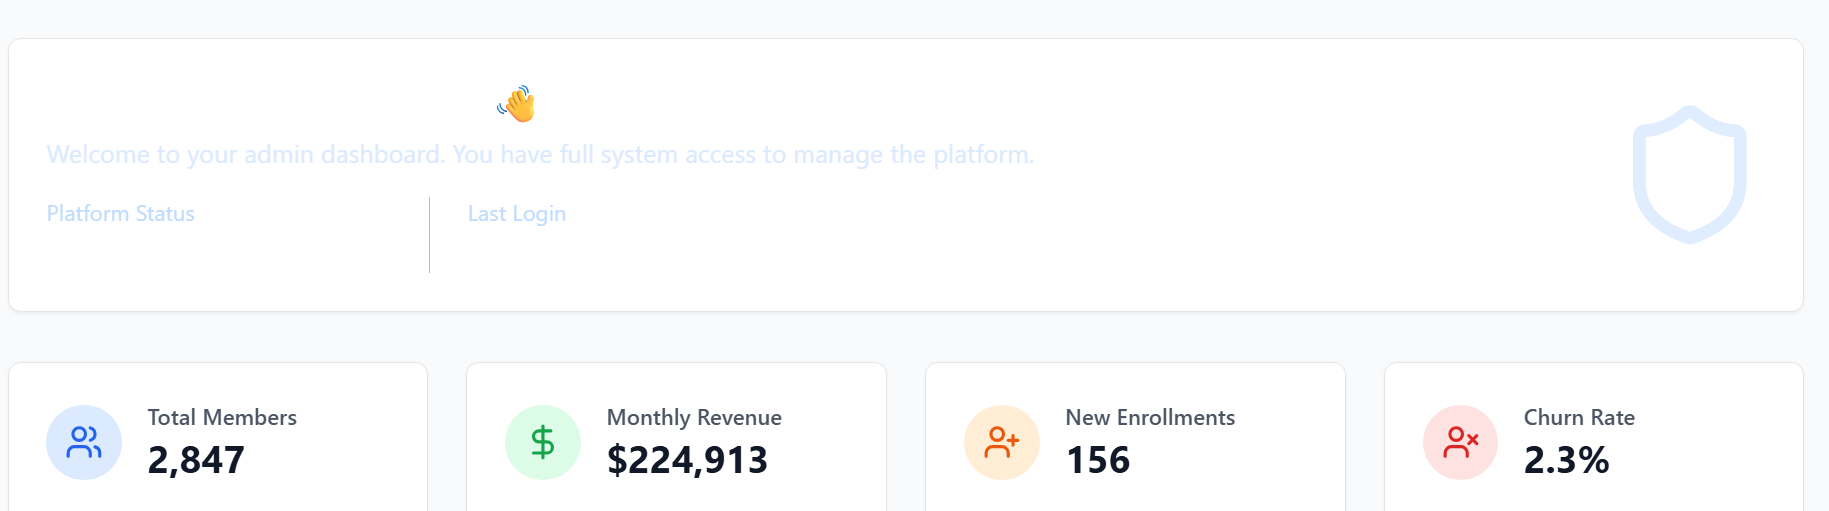 👋
Welcome to your admin dashboard. You have full system access to manage the platform.
Platform Status
Last Login
Total Members
2,847
Monthly Revenue
$224,913
New Enrollments
156
Churn Rate
2.3%